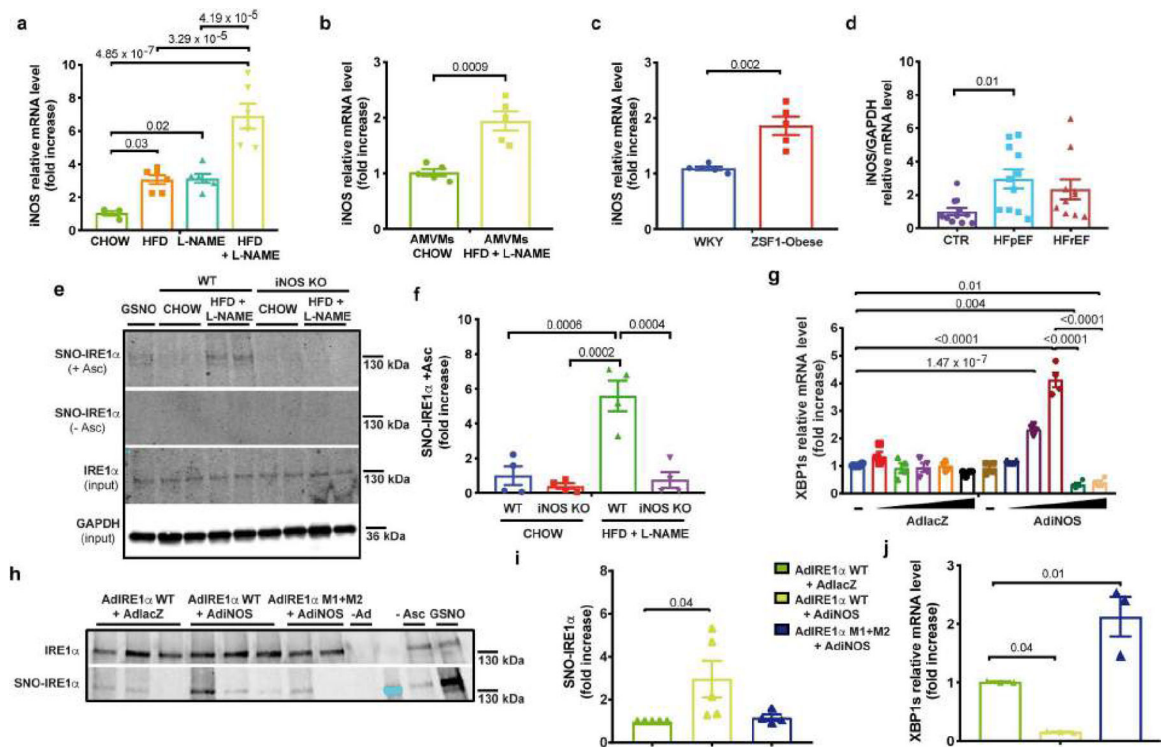 a
iNOS relative mRNA level
(fold increase)
10
8
6
4
2
0
4.19 x 10⁻⁵
3.29 x 10⁻⁵
4.85 x 10⁻⁷
0.02
0.03
CHOW HFD L-NAME HFD
+ L-NAME
b
iNOS relative mRNA level
(fold increase)
3
2
1
0
0.0009
AMVMs AMVMs
CHOW HFD + L-NAME
c
iNOS relative mRNA level
(fold increase)
3
2
1
0
0.002
WKY ZSF1-Obese
d
iNOS/GAPDH
relative mRNA level
10
8
6
4
2
0
0.01
CTR HFpEF HFrEF
e
WT iNOS KO
GSNO CHOW HFD + L-NAME CHOW HFD + L-NAME
SNO-IRE1α
(+ Asc)
130 kDa
SNO-IRE1α
(- Asc)
130 kDa
IRE1α
(input)
130 kDa
GAPDH
(input)
36 kDa
f
SNO-IRE1α +Asc
(fold increase)
10
8
6
4
2
0
0.0006 0.0004
0.0002
WT iNOS KO WT iNOS KO
CHOW HFD + L-NAME
g
XBP1s relative mRNA level
(fold increase)
5
4
3
2
1
0
0.01
0.004
<0.0001
<0.0001 <0.0001
1.47 x 10⁻⁷
– –
AdlacZ AdiNOS
h
AdIRE1α WT AdIRE1α WT AdIRE1α M1+M2
+ AdlacZ + AdiNOS + AdiNOS -Ad - Asc GSNO
IRE1α
130 kDa
SNO-IRE1α
130 kDa
i
SNO-IRE1α
(fold increase)
8
6
4
2
0
0.04
AdIRE1α WT
+ AdlacZ
AdIRE1α WT
+ AdiNOS
AdIRE1α M1+M2
+ AdiNOS
j
XBP1s relative mRNA level
(fold increase)
3
2
1
0
0.01
0.04